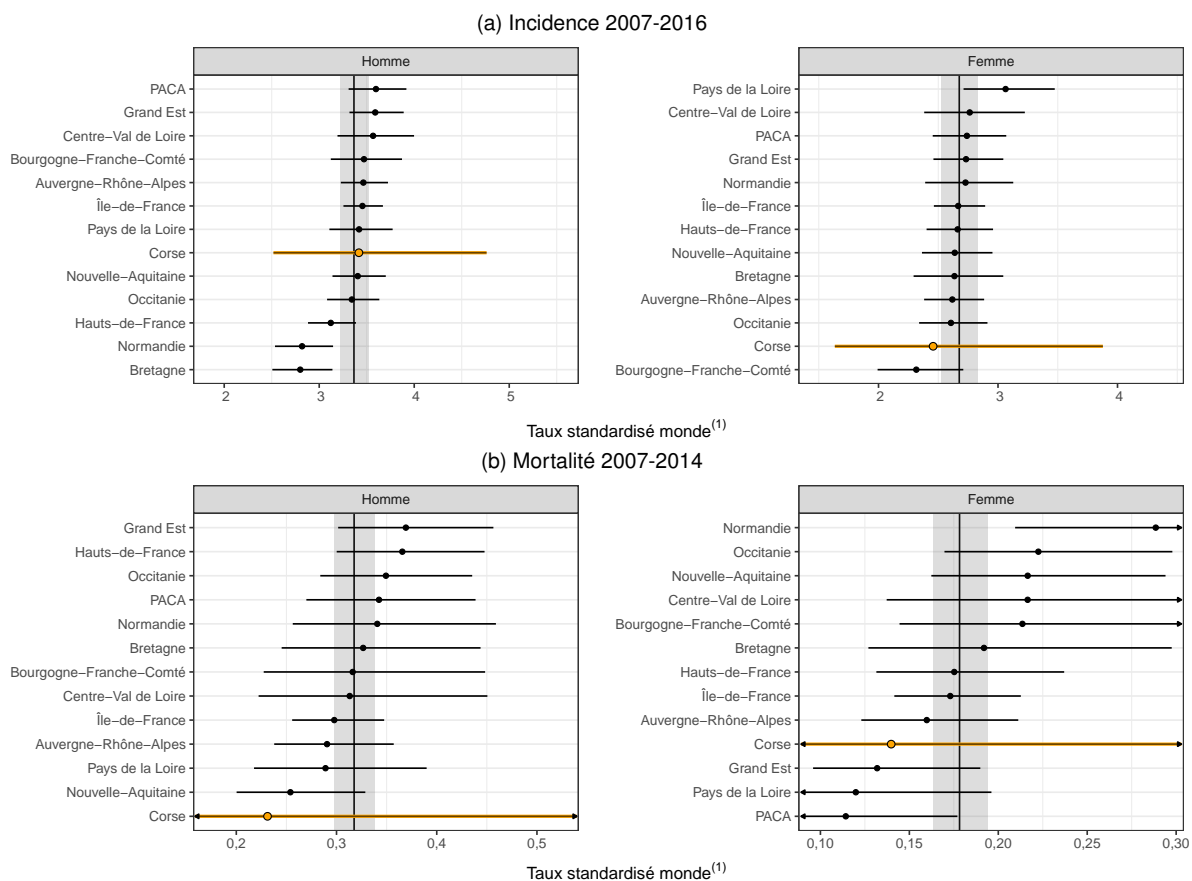 (a) Incidence 2007-2016
Homme
PACA
Grand Est
Centre−Val de Loire
Bourgogne−Franche−Comté
Auvergne−Rhône−Alpes
Île−de−France
Pays de la Loire
Corse
Nouvelle−Aquitaine
Occitanie
Hauts−de−France
Normandie
Bretagne
2 3 4 5
Femme
Pays de la Loire
Centre−Val de Loire
PACA
Grand Est
Normandie
Île−de−France
Hauts−de−France
Nouvelle−Aquitaine
Bretagne
Auvergne−Rhône−Alpes
Occitanie
Corse
Bourgogne−Franche−Comté
2 3 4
Taux standardisé monde(1)
(b) Mortalité 2007-2014
Homme
Grand Est
Hauts−de−France
Occitanie
PACA
Normandie
Bretagne
Bourgogne−Franche−Comté
Centre−Val de Loire
Île−de−France
Auvergne−Rhône−Alpes
Pays de la Loire
Nouvelle−Aquitaine
Corse
0,2 0,3 0,4 0,5
Femme
Normandie
Occitanie
Nouvelle−Aquitaine
Centre−Val de Loire
Bourgogne−Franche−Comté
Bretagne
Hauts−de−France
Île−de−France
Auvergne−Rhône−Alpes
Corse
Grand Est
Pays de la Loire
PACA
0,10 0,15 0,20 0,25 0,30
Taux standardisé monde(1)